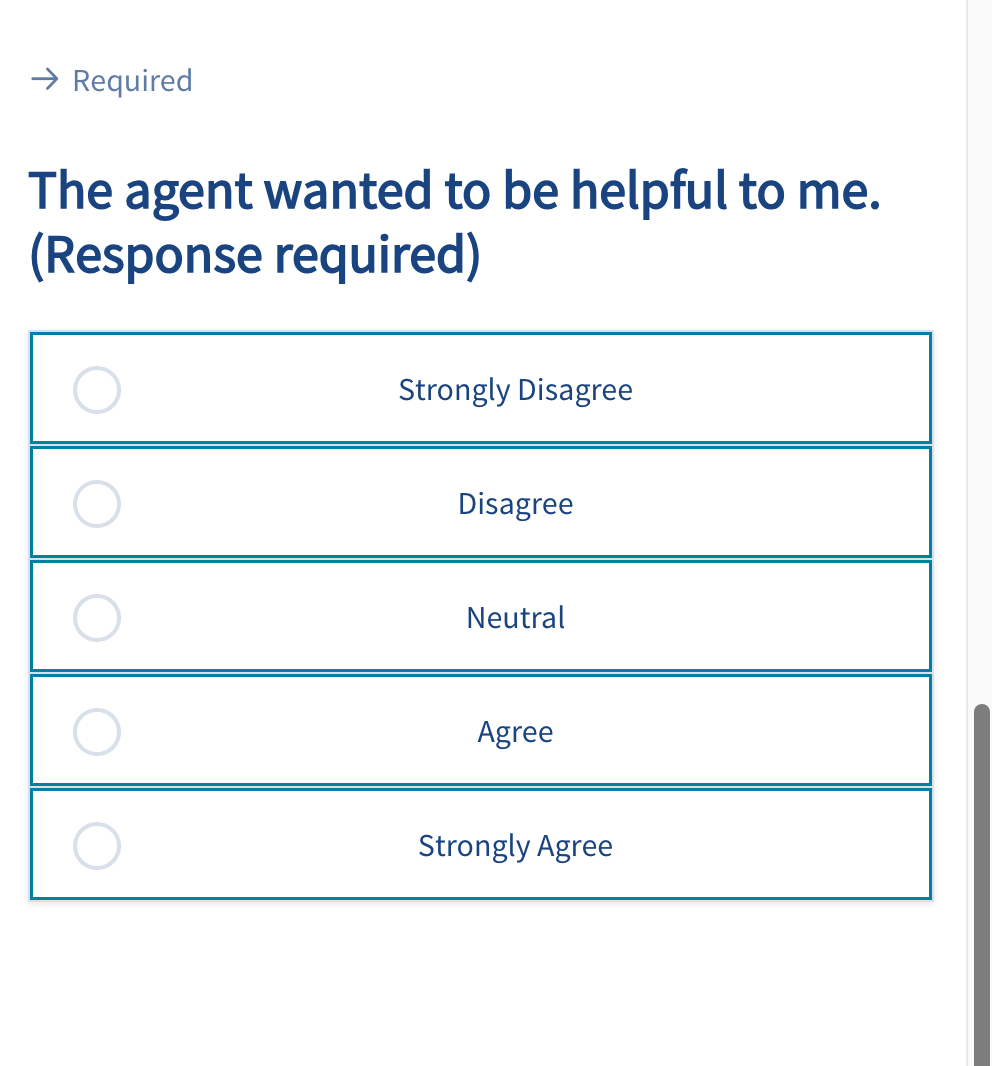 → Required
The agent wanted to be helpful to me.
(Response required)
Strongly Disagree
Disagree
Neutral
Agree
Strongly Agree